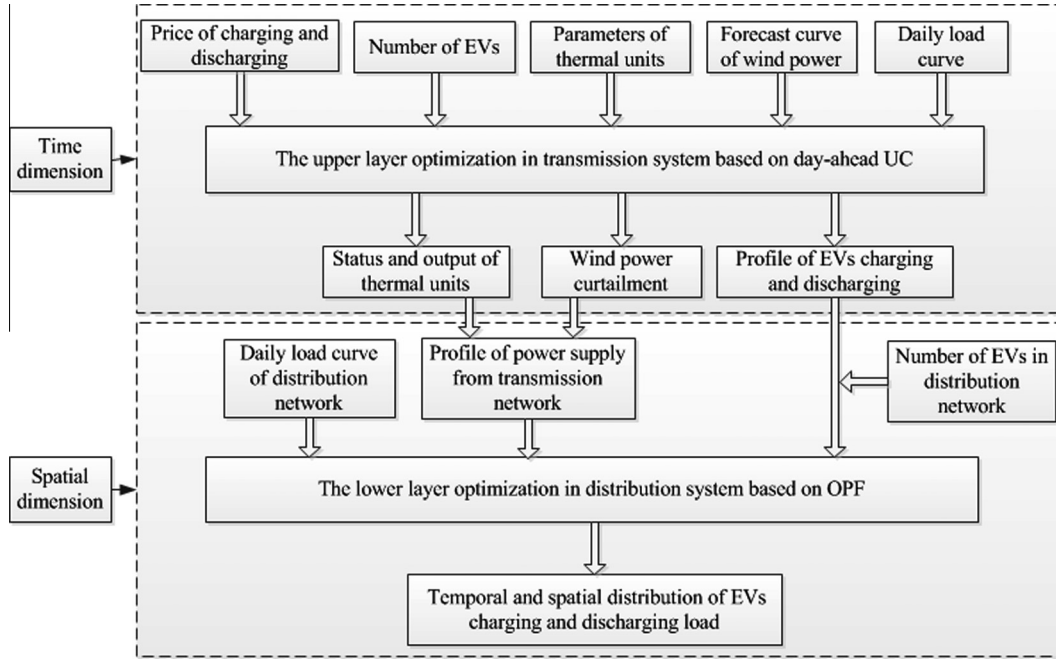 Price of charging and
discharging
Number of EVs
Parameters of
thermal units
Forecast curve
of wind power
Daily load
curve
Time
dimension
The upper layer optimization in transmission system based on day-ahead UC
Status and output of
thermal units
Wind power
curtailment
Profile of EVs charging
and discharging
Daily load curve
of distribution
network
Profile of power supply
from transmission
network
Number of EVs in
distribution
network
Spatial
dimension
The lower layer optimization in distribution system based on OPF
Temporal and spatial distribution of EVs
charging and discharging load